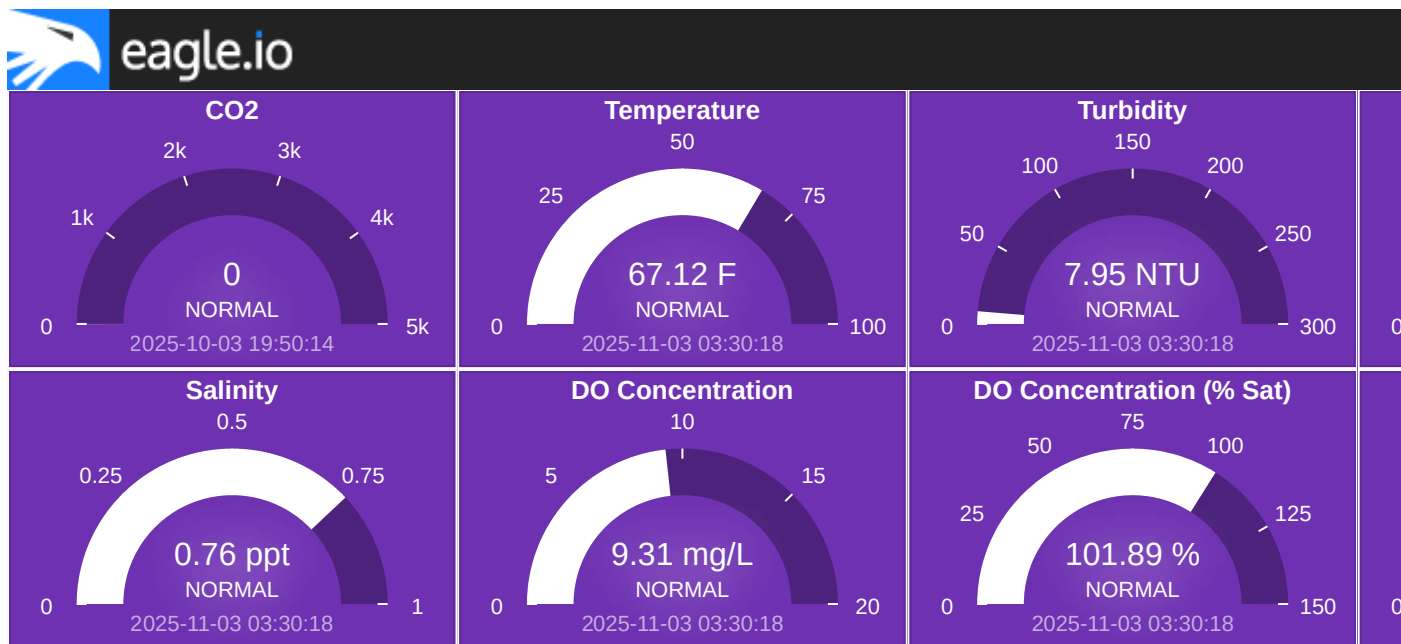 eagle.io
CO2
2k
3k
1k
4k
0
NORMAL
0
5k
2025-10-03 19:50:14
Temperature
50
25
75
67.12 F
NORMAL
0
100
2025-11-03 03:30:18
Turbidity
150
100
200
50
250
7.95 NTU
NORMAL
0
300
2025-11-03 03:30:18
0
Salinity
0.5
0.25
0.75
0.76 ppt
NORMAL
0
1
2025-11-03 03:30:18
DO Concentration
10
5
15
9.31 mg/L
NORMAL
0
20
2025-11-03 03:30:18
DO Concentration (% Sat)
75
50
100
25
125
101.89 %
NORMAL
0
150
2025-11-03 03:30:18
0